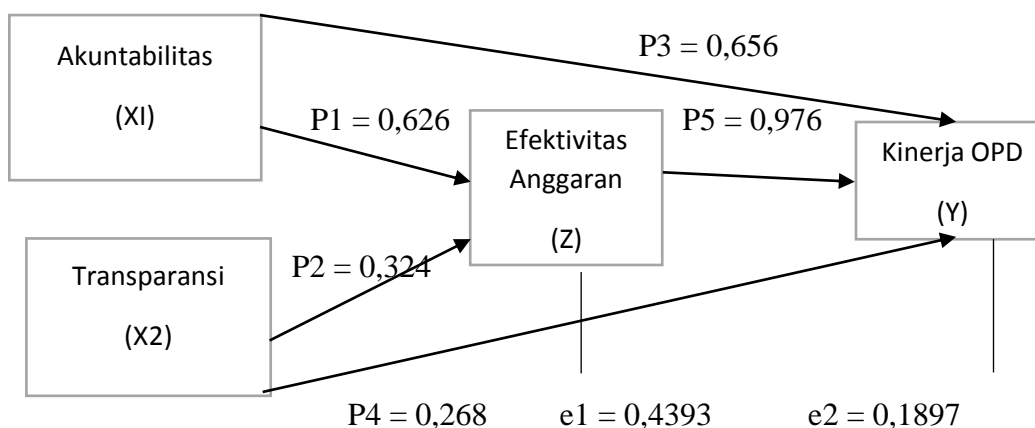 Akuntabilitas
(XI)
P3 = 0,656
P1 = 0,626
P5 = 0,976
Efektivitas
Anggaran
(Z)
Kinerja OPD
(Y)
Transparansi
(X2)
P2 = 0,324
P4 = 0,268
e1 = 0,4393
e2 = 0,1897